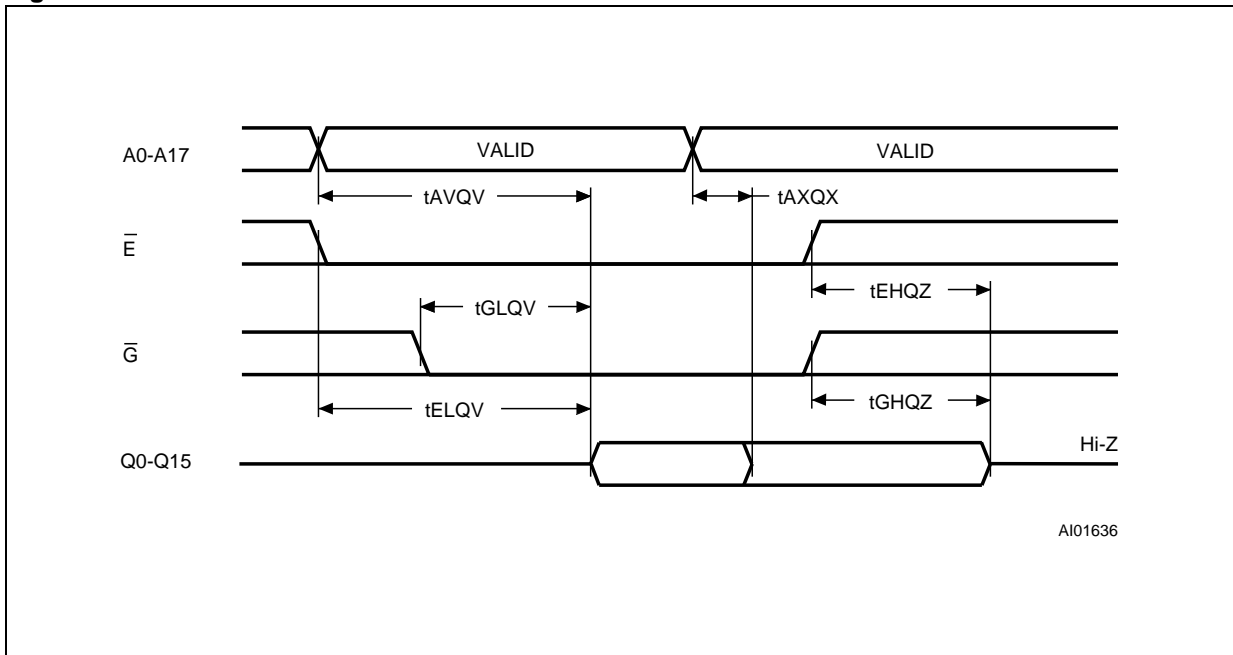 A0-A17
VALID
VALID
tAVQV
tAXQX
E̅
tEHQZ
tGLQV
G̅
tGHQZ
tELQV
Hi-Z
Q0-Q15
AI01636